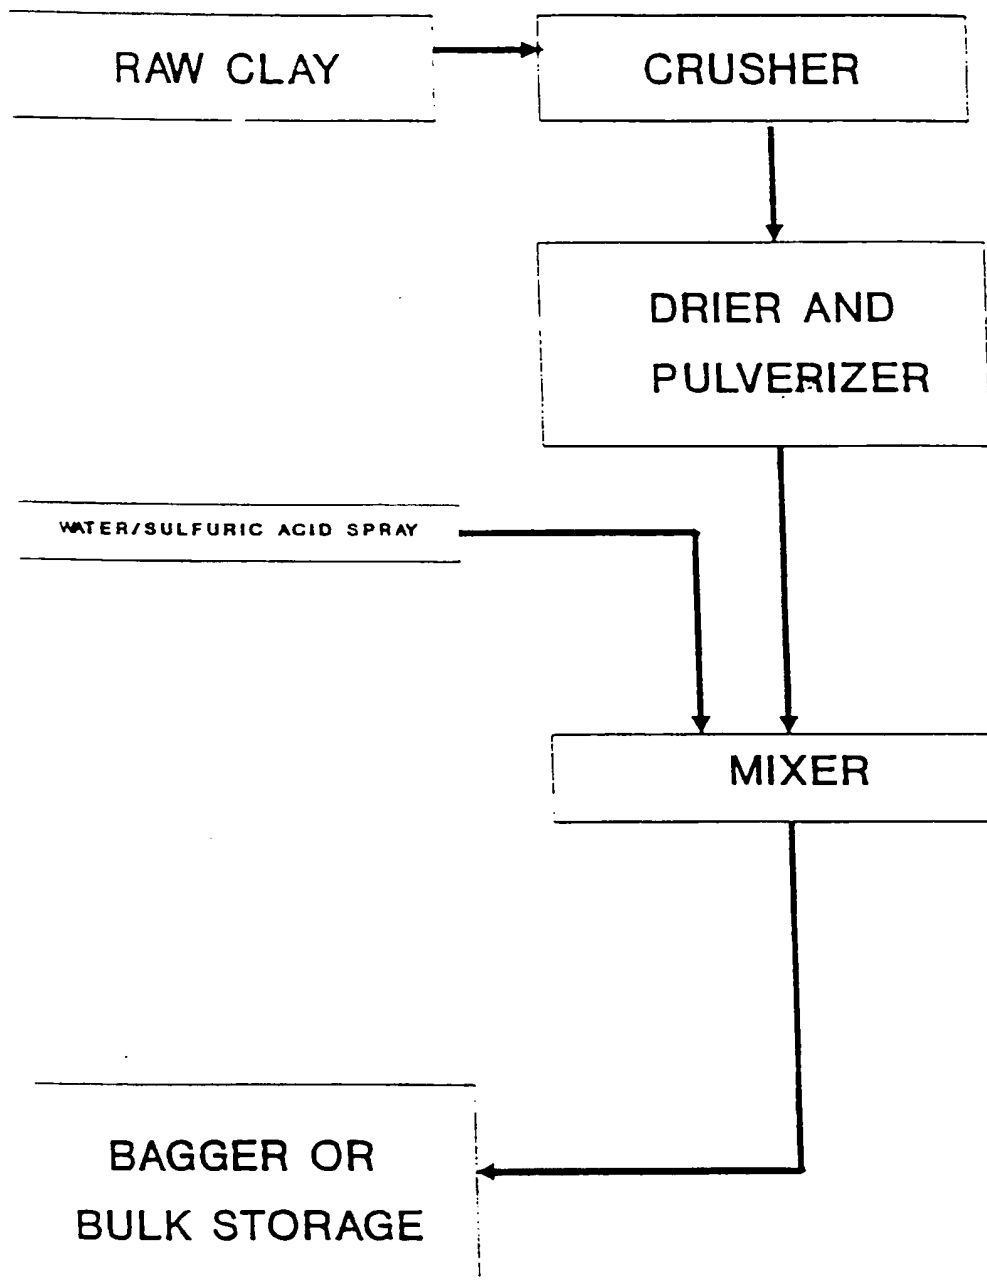 RAW CLAY
CRUSHER
DRIER AND
PULVERIZER
WATER/SULFURIC ACID SPRAY
MIXER
BAGGER OR
BULK STORAGE